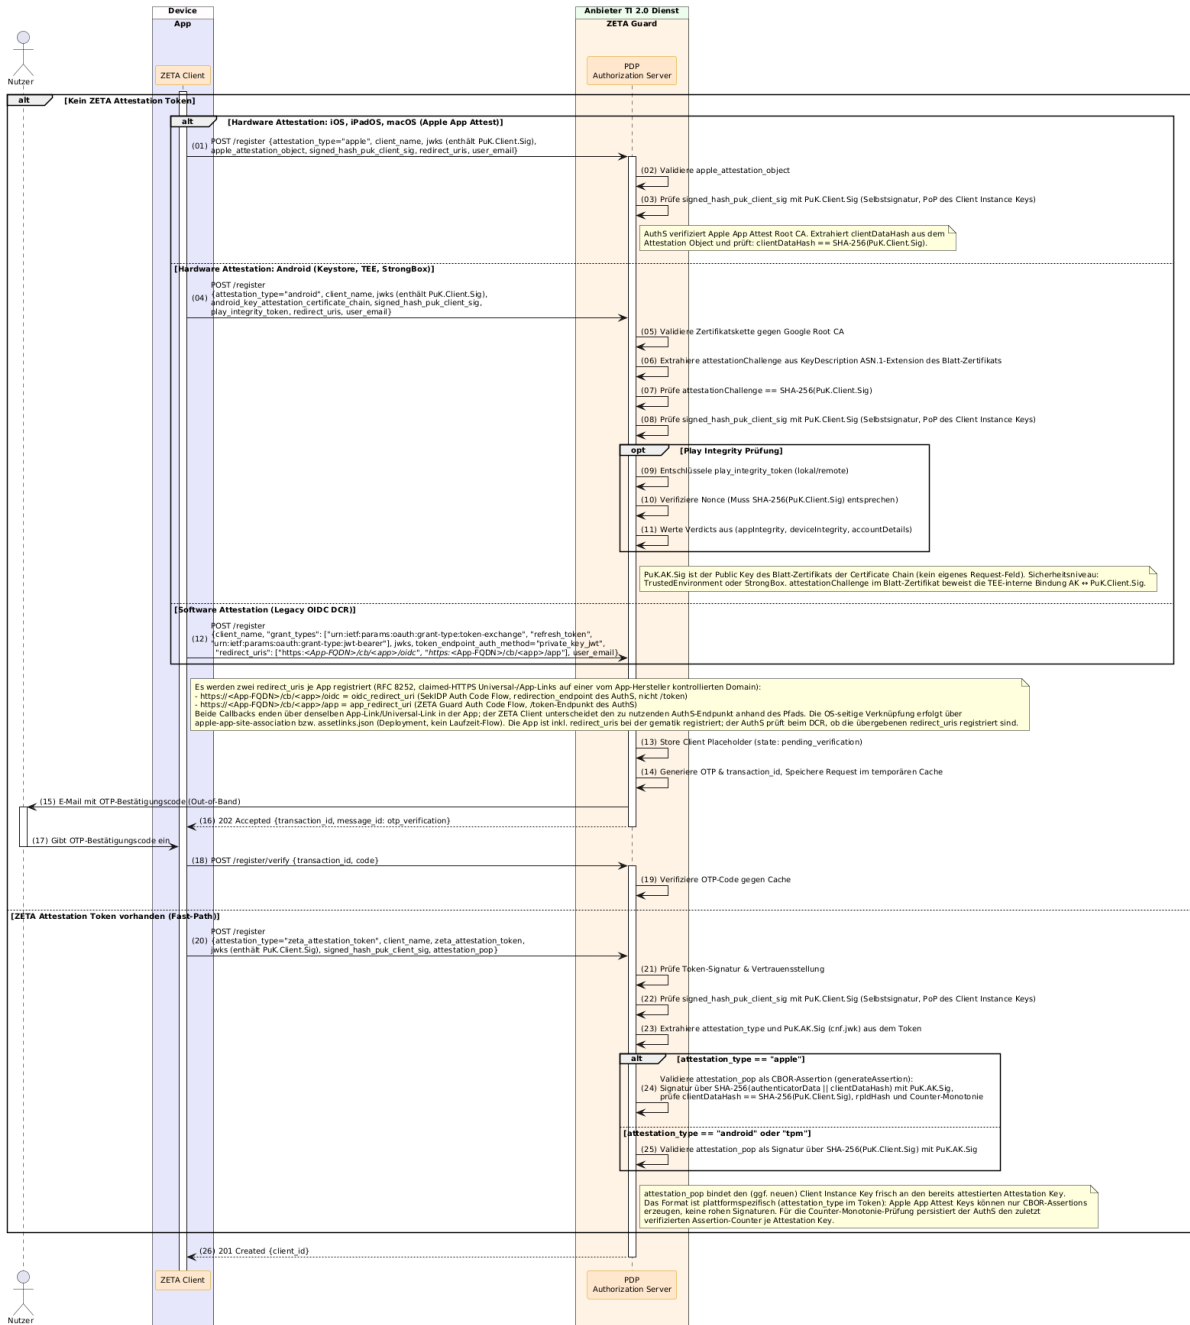 Device
App
Anbieter TI 2.0 Dienst
ZETA Guard
Nutzer
ZETA Client
PDP
Authorization Server
alt [Kein ZETA Attestation Token]
alt [Hardware Attestation: iOS, iPadOS, macOS (Apple App Attest)]
(01) POST /register {attestation_type="apple", client_name, jwks (enthält PuK.Client.Sig),
apple_attestation_object, signed_hash_puk_client_sig, redirect_uris, user_email}
(02) Validiere apple_attestation_object
(03) Prüfe signed_hash_puk_client_sig mit PuK.Client.Sig (Selbstsignatur, PoP des Client Instance Keys)
AuthS verifiziert Apple App Attest Root CA. Extrahiert clientDataHash aus dem
Attestation Object und prüft: clientDataHash == SHA-256(PuK.Client.Sig).
[Hardware Attestation: Android (Keystore, TEE, StrongBox)]
POST /register
(04) {attestation_type="android", client_name, jwks (enthält PuK.Client.Sig),
android_key_attestation_certificate_chain, signed_hash_puk_client_sig,
play_integrity_token, redirect_uris, user_email}
(05) Validiere Zertifikatskette gegen Google Root CA
(06) Extrahiere attestationChallenge aus KeyDescription ASN.1-Extension des Blatt-Zertifikats
(07) Prüfe attestationChallenge == SHA-256(PuK.Client.Sig)
(08) Prüfe signed_hash_puk_client_sig mit PuK.Client.Sig (Selbstsignatur, PoP des Client Instance Keys)
opt [Play Integrity Prüfung]
(09) Entschlüssele play_integrity_token (lokal/remote)
(10) Verifiziere Nonce (Muss SHA-256(PuK.Client.Sig) entsprechen)
(11) Werte Verdicts aus (appIntegrity, deviceIntegrity, accountDetails)
PuK.AK.Sig ist der Public Key des Blatt-Zertifikats der Certificate Chain (kein eigenes Request-Feld). Sicherheitsniveau:
TrustedEnvironment oder StrongBox. attestationChallenge im Blatt-Zertifikat beweist die TEE-interne Bindung AK ↔ PuK.Client.Sig.
[Software Attestation (Legacy OIDC DCR)]
POST /register
(12) {client_name, "grant_types": ["urn:ietf:params:oauth:grant-type:token-exchange", "refresh_token",
"urn:ietf:params:oauth:grant-type:jwt-bearer"], jwks, token_endpoint_auth_method="private_key_jwt",
"redirect_uris": ["https:<App-FQDN>/cb/<app>/oidc", "https:<App-FQDN>/cb/<app>/app"], user_email}
Es werden zwei redirect_uris je App registriert (RFC 8252, claimed-HTTPS Universal-/App-Links auf einer vom App-Hersteller kontrollierten Domain):
- https://<App-FQDN>/cb/<app>/oidc = oidc_redirect_uri (SekIDP Auth Code Flow, redirection_endpoint des AuthS, nicht /token)
- https://<App-FQDN>/cb/<app>/app = app_redirect_uri (ZETA Guard Auth Code Flow, /token-Endpunkt des AuthS)
Beide Callbacks enden über denselben App-Link/Universal-Link in der App; der ZETA Client unterscheidet den zu nutzenden AuthS-Endpunkt anhand des Pfads. Die OS-seitige Verknüpfung erfolgt über
apple-app-site-association bzw. assetlinks.json (Deployment, kein Laufzeit-Flow). Die App ist inkl. redirect_uris bei der gematik registriert; der AuthS prüft beim DCR, ob die übergebenen redirect_uris registriert sind.
(13) Store Client Placeholder (state: pending_verification)
(14) Generiere OTP & transaction_id, Speichere Request im temporären Cache
(15) E-Mail mit OTP-Bestätigungscode (Out-of-Band)
(16) 202 Accepted {transaction_id, message_id: otp_verification}
(17) Gibt OTP-Bestätigungscode ein
(18) POST /register/verify {transaction_id, code}
(19) Verifiziere OTP-Code gegen Cache
[ZETA Attestation Token vorhanden (Fast-Path)]
POST /register
(20) {attestation_type="zeta_attestation_token", client_name, zeta_attestation_token,
jwks (enthält PuK.Client.Sig), signed_hash_puk_client_sig, attestation_pop}
(21) Prüfe Token-Signatur & Vertrauensstellung
(22) Prüfe signed_hash_puk_client_sig mit PuK.Client.Sig (Selbstsignatur, PoP des Client Instance Keys)
(23) Extrahiere attestation_type und PuK.AK.Sig (cnf.jwk) aus dem Token
alt [attestation_type == "apple"]
Validiere attestation_pop als CBOR-Assertion (generateAssertion):
(24) Signatur über SHA-256(authenticatorData || clientDataHash) mit PuK.AK.Sig,
prüfe clientDataHash == SHA-256(PuK.Client.Sig), rpIdHash und Counter-Monotonie
[attestation_type == "android" oder "tpm"]
(25) Validiere attestation_pop als Signatur über SHA-256(PuK.Client.Sig) mit PuK.AK.Sig
attestation_pop bindet den (ggf. neuen) Client Instance Key frisch an den bereits attestierten Attestation Key.
Das Format ist plattformspezifisch (attestation_type im Token): Apple App Attest Keys können nur CBOR-Assertions
erzeugen, keine rohen Signaturen. Für die Counter-Monotonie-Prüfung persistiert der AuthS den zuletzt
verifizierten Assertion-Counter je Attestation Key.
(26) 201 Created {client_id}
Nutzer
ZETA Client
PDP
Authorization Server